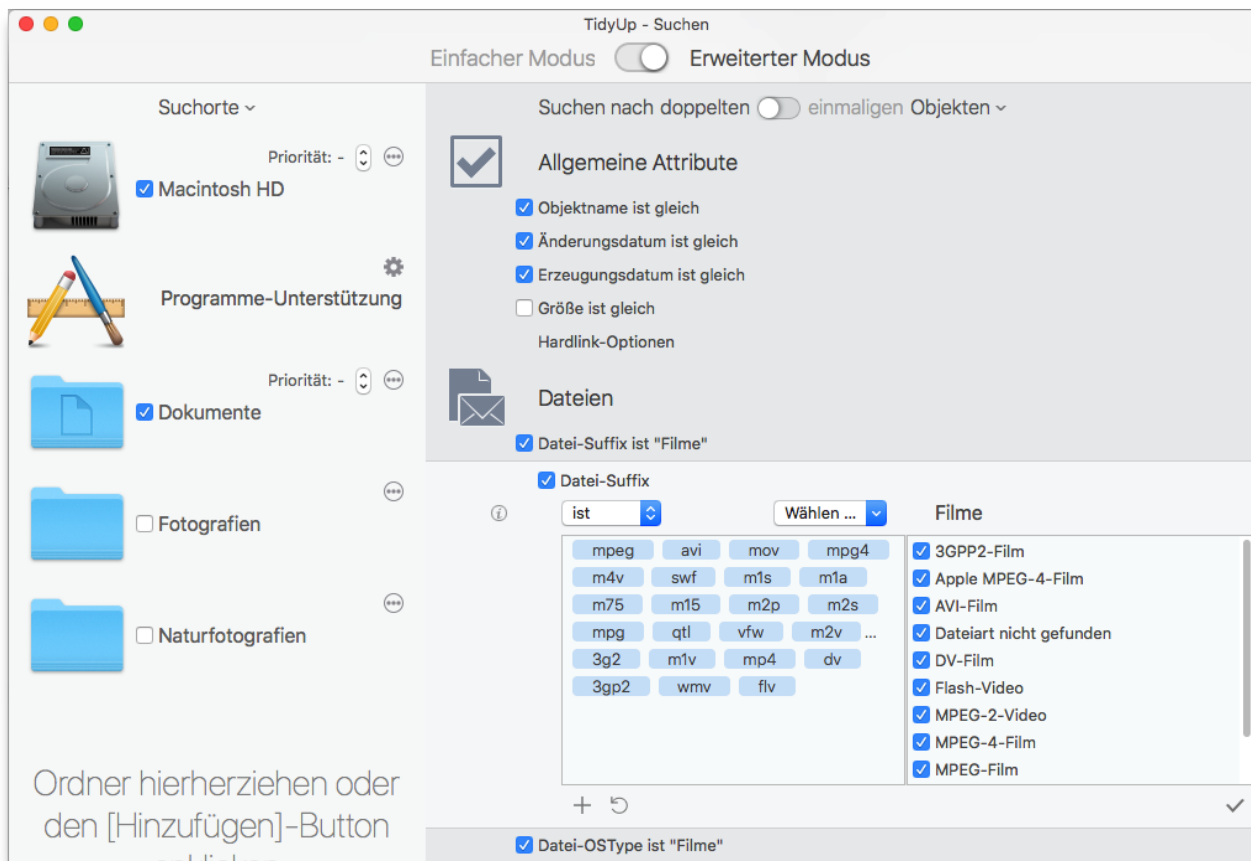 TidyUp - Suchen
Einfacher Modus Erweiterter Modus
Suchorte
Priorität: -
Macintosh HD
Programme-Unterstützung
Priorität: -
Dokumente
Fotografien
Naturfotografien
Ordner hierherziehen oder
den [Hinzufügen]-Button
Suchen nach doppelten einmaligen Objekten
Allgemeine Attribute
Objektname ist gleich
Änderungsdatum ist gleich
Erzeugungsdatum ist gleich
Größe ist gleich
Hardlink-Optionen
Dateien
Datei-Suffix ist "Filme"
Datei-Suffix
ist Wählen ... Filme
mpeg avi mov mpg4
m4v swf m1s m1a
m75 m15 m2p m2s
mpg qtl vfw m2v ...
3g2 m1v mp4 dv
3gp2 wmv flv
3GPP2-Film
Apple MPEG-4-Film
AVI-Film
Dateiart nicht gefunden
DV-Film
Flash-Video
MPEG-2-Video
MPEG-4-Film
MPEG-Film
Datei-OSType ist "Filme"